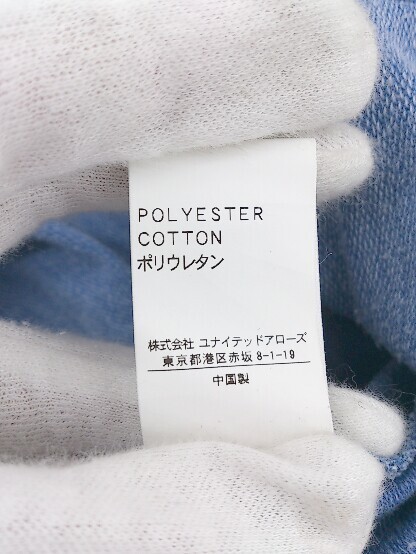 POLYESTER
COTTON
ポリウレタン
株式会社 ユナイテッドアローズ
東京都港区赤坂 8-1-19
中国製